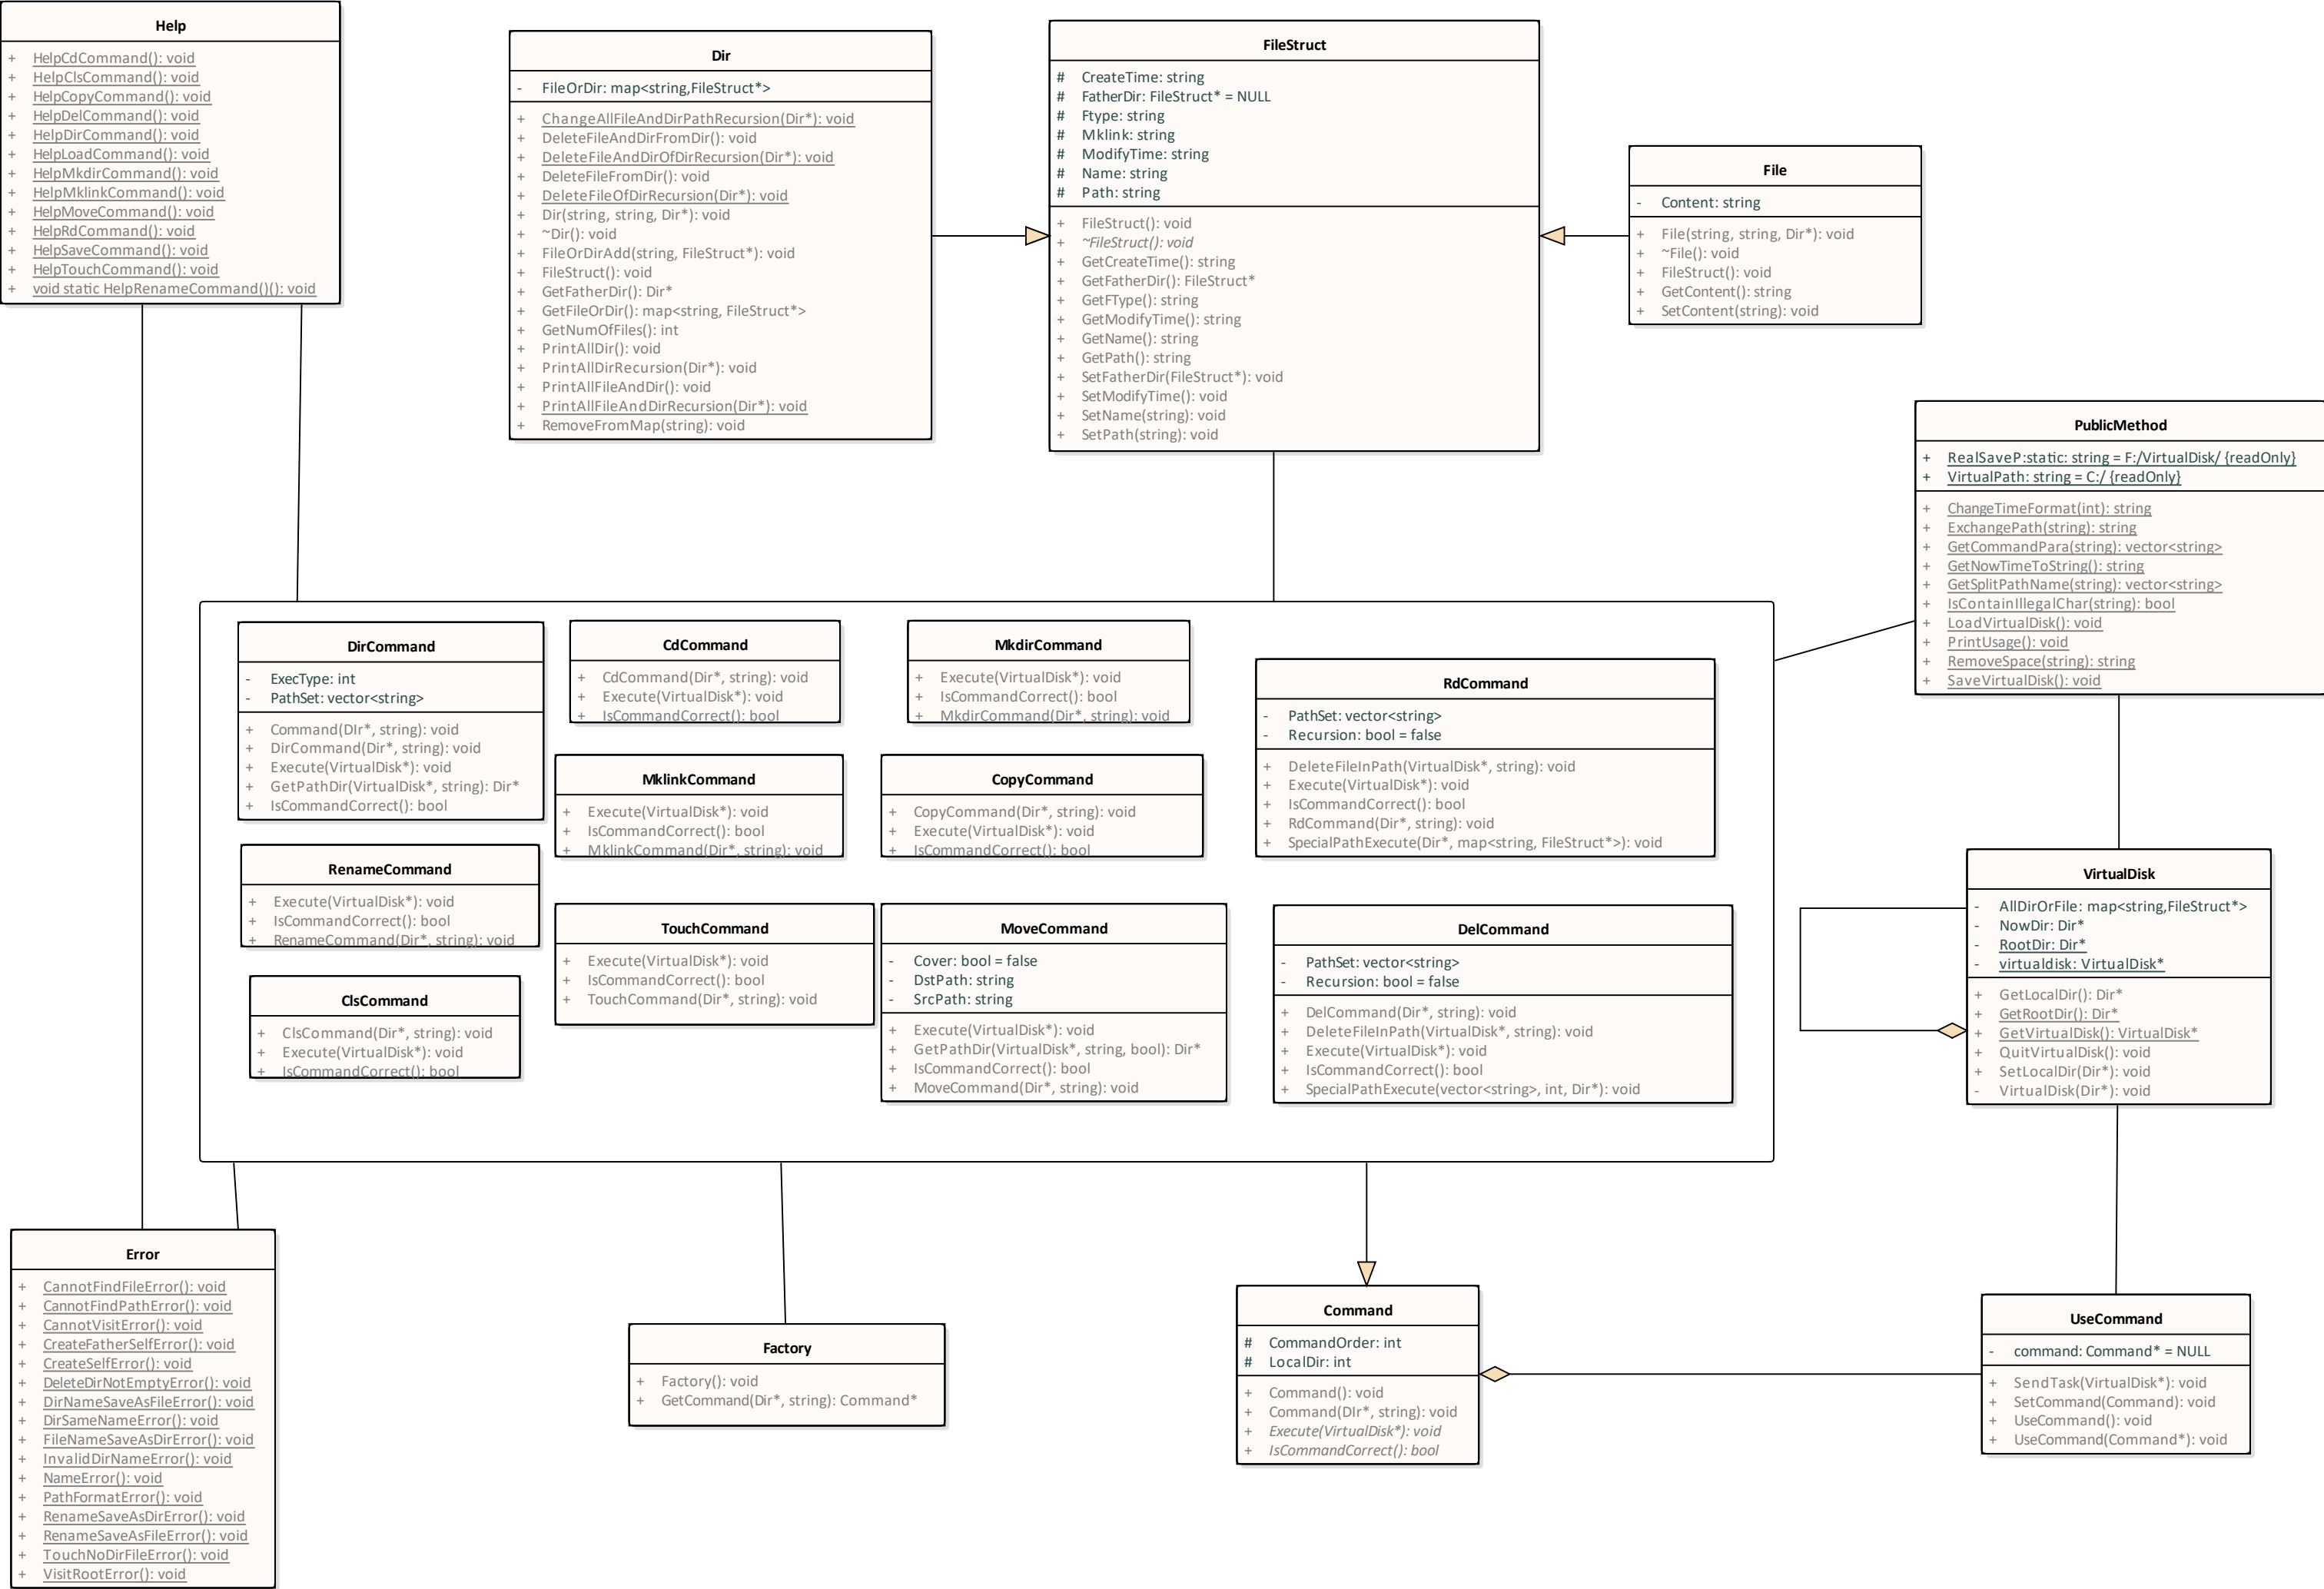 Help
+ HelpCdCommand(): void
+ HelpClsCommand(): void
+ HelpCopyCommand(): void
+ HelpDelCommand(): void
+ HelpDirCommand(): void
+ HelpLoadCommand(): void
+ HelpMkdirCommand(): void
+ HelpMklinkCommand(): void
+ HelpMoveCommand(): void
+ HelpRdCommand(): void
+ HelpSaveCommand(): void
+ HelpTouchCommand(): void
+ void static HelpRenameCommand()(): void
Dir
- FileOrDir: map<string,FileStruct*>
+ ChangeAllFileAndDirPathRecursion(Dir*): void
+ DeleteFileAndDirFromDir(): void
+ DeleteFileAndDirOfDirRecursion(Dir*): void
+ DeleteFileFromDir(): void
+ DeleteFileOfDirRecursion(Dir*): void
+ Dir(string, string, Dir*): void
+ ~Dir(): void
+ FileOrDirAdd(string, FileStruct*): void
+ FileStruct(): void
+ GetFatherDir(): Dir*
+ GetFileOrDir(): map<string, FileStruct*>
+ GetNumOfFiles(): int
+ PrintAllDir(): void
+ PrintAllDirRecursion(Dir*): void
+ PrintAllFileAndDir(): void
+ PrintAllFileAndDirRecursion(Dir*): void
+ RemoveFromMap(string): void
FileStruct
# CreateTime: string
# FatherDir: FileStruct* = NULL
# Ftype: string
# Mklink: string
# ModifyTime: string
# Name: string
# Path: string
+ FileStruct(): void
+ ~FileStruct(): void
+ GetCreateTime(): string
+ GetFatherDir(): FileStruct*
+ GetFType(): string
+ GetModifyTime(): string
+ GetName(): string
+ GetPath(): string
+ SetFatherDir(FileStruct*): void
+ SetModifyTime(): void
+ SetName(string): void
+ SetPath(string): void
File
- Content: string
+ File(string, string, Dir*): void
+ ~File(): void
+ FileStruct(): void
+ GetContent(): string
+ SetContent(string): void
PublicMethod
+ RealSaveP:static: string = F:/VirtualDisk/ {readOnly}
+ VirtualPath: string = C:/ {readOnly}
+ ChangeTimeFormat(int): string
+ ExchangePath(string): string
+ GetCommandPara(string): vector<string>
+ GetNowTimeToString(): string
+ GetSplitPathName(string): vector<string>
+ IsContainIllegalChar(string): bool
+ LoadVirtualDisk(): void
+ PrintUsage(): void
+ RemoveSpace(string): string
+ SaveVirtualDisk(): void
DirCommand
- ExecType: int
- PathSet: vector<string>
+ Command(DIr*, string): void
+ DirCommand(Dir*, string): void
+ Execute(VirtualDisk*): void
+ GetPathDir(VirtualDisk*, string): Dir*
+ IsCommandCorrect(): bool
CdCommand
+ CdCommand(Dir*, string): void
+ Execute(VirtualDisk*): void
+ IsCommandCorrect(): bool
MkdirCommand
+ Execute(VirtualDisk*): void
+ IsCommandCorrect(): bool
+ MkdirCommand(Dir*, string): void
RdCommand
- PathSet: vector<string>
- Recursion: bool = false
+ DeleteFileInPath(VirtualDisk*, string): void
+ Execute(VirtualDisk*): void
+ IsCommandCorrect(): bool
+ RdCommand(Dir*, string): void
+ SpecialPathExecute(Dir*, map<string, FileStruct*>): void
MklinkCommand
+ Execute(VirtualDisk*): void
+ IsCommandCorrect(): bool
+ MklinkCommand(Dir*, string): void
CopyCommand
+ CopyCommand(Dir*, string): void
+ Execute(VirtualDisk*): void
+ IsCommandCorrect(): bool
RenameCommand
+ Execute(VirtualDisk*): void
+ IsCommandCorrect(): bool
+ RenameCommand(Dir*, string): void
TouchCommand
+ Execute(VirtualDisk*): void
+ IsCommandCorrect(): bool
+ TouchCommand(Dir*, string): void
MoveCommand
- Cover: bool = false
- DstPath: string
- SrcPath: string
+ Execute(VirtualDisk*): void
+ GetPathDir(VirtualDisk*, string, bool): Dir*
+ IsCommandCorrect(): bool
+ MoveCommand(Dir*, string): void
DelCommand
- PathSet: vector<string>
- Recursion: bool = false
+ DelCommand(Dir*, string): void
+ DeleteFileInPath(VirtualDisk*, string): void
+ Execute(VirtualDisk*): void
+ IsCommandCorrect(): bool
+ SpecialPathExecute(vector<string>, int, Dir*): void
ClsCommand
+ ClsCommand(Dir*, string): void
+ Execute(VirtualDisk*): void
+ IsCommandCorrect(): bool
VirtualDisk
- AllDirOrFile: map<string,FileStruct*>
- NowDir: Dir*
- RootDir: Dir*
- virtualdisk: VirtualDisk*
+ GetLocalDir(): Dir*
+ GetRootDir(): Dir*
+ GetVirtualDisk(): VirtualDisk*
+ QuitVirtualDisk(): void
+ SetLocalDir(Dir*): void
- VirtualDisk(Dir*): void
Error
+ CannotFindFileError(): void
+ CannotFindPathError(): void
+ CannotVisitError(): void
+ CreateFatherSelfError(): void
+ CreateSelfError(): void
+ DeleteDirNotEmptyError(): void
+ DirNameSaveAsFileError(): void
+ DirSameNameError(): void
+ FileNameSaveAsDirError(): void
+ InvalidDirNameError(): void
+ NameError(): void
+ PathFormatError(): void
+ RenameSaveAsDirError(): void
+ RenameSaveAsFileError(): void
+ TouchNoDirFileError(): void
+ VisitRootError(): void
Factory
+ Factory(): void
+ GetCommand(Dir*, string): Command*
Command
# CommandOrder: int
# LocalDir: int
+ Command(): void
+ Command(DIr*, string): void
+ Execute(VirtualDisk*): void
+ IsCommandCorrect(): bool
UseCommand
- command: Command* = NULL
+ SendTask(VirtualDisk*): void
+ SetCommand(Command): void
+ UseCommand(): void
+ UseCommand(Command*): void